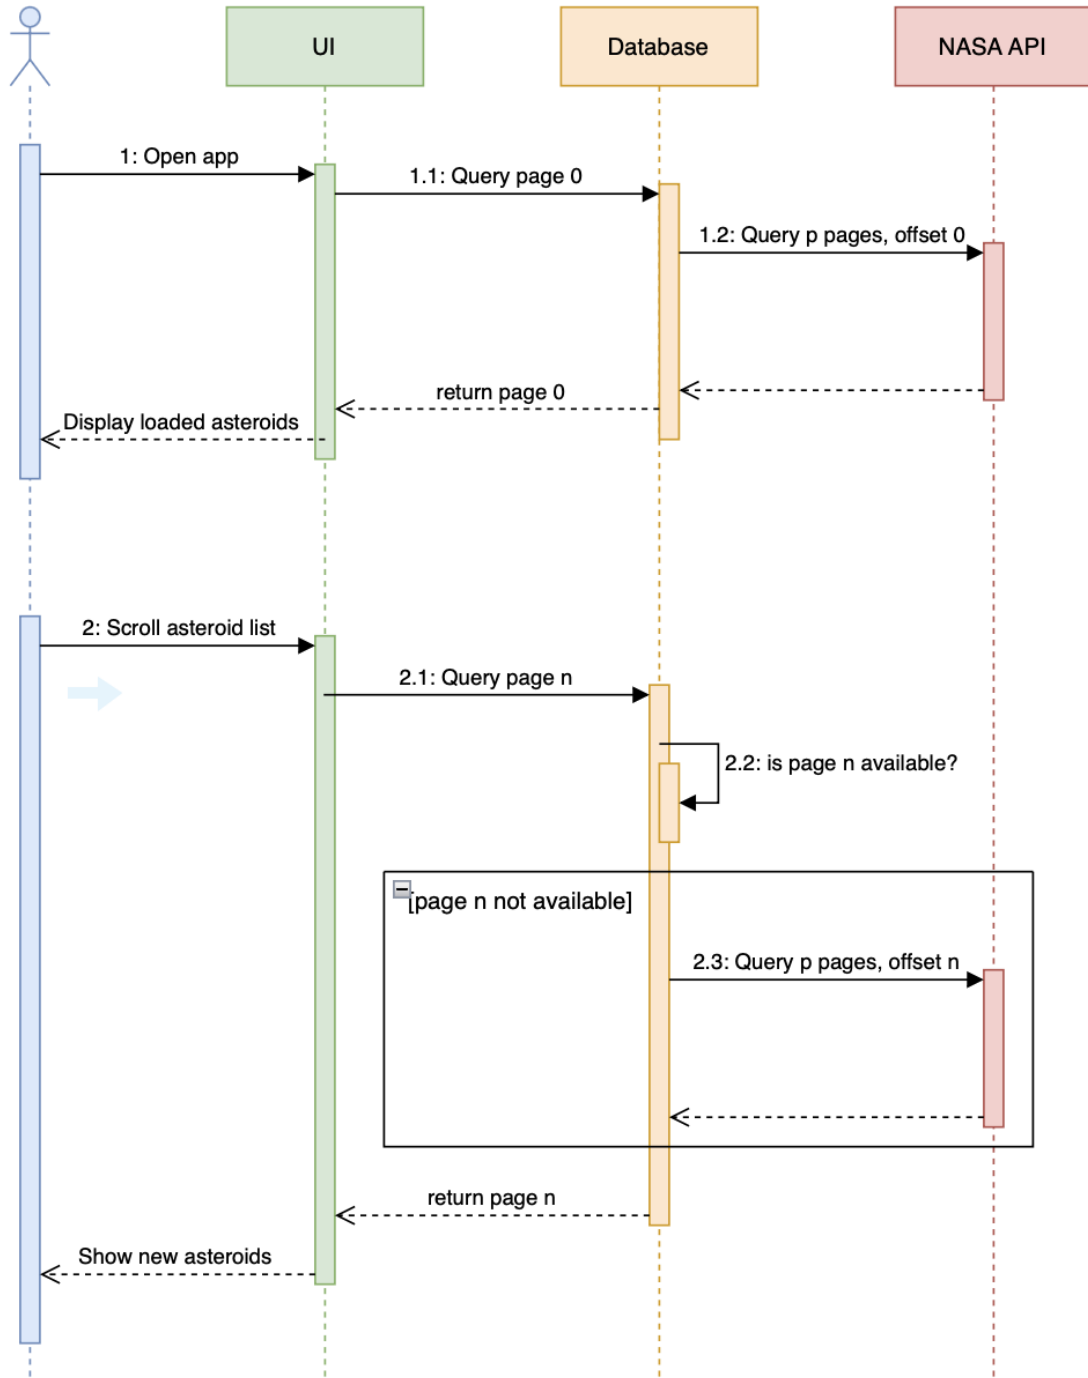 UI
Database
NASA API
1: Open app
1.1: Query page 0
1.2: Query p pages, offset 0
return page 0
Display loaded asteroids
2: Scroll asteroid list
2.1: Query page n
2.2: is page n available?
[page n not available]
2.3: Query p pages, offset n
return page n
Show new asteroids